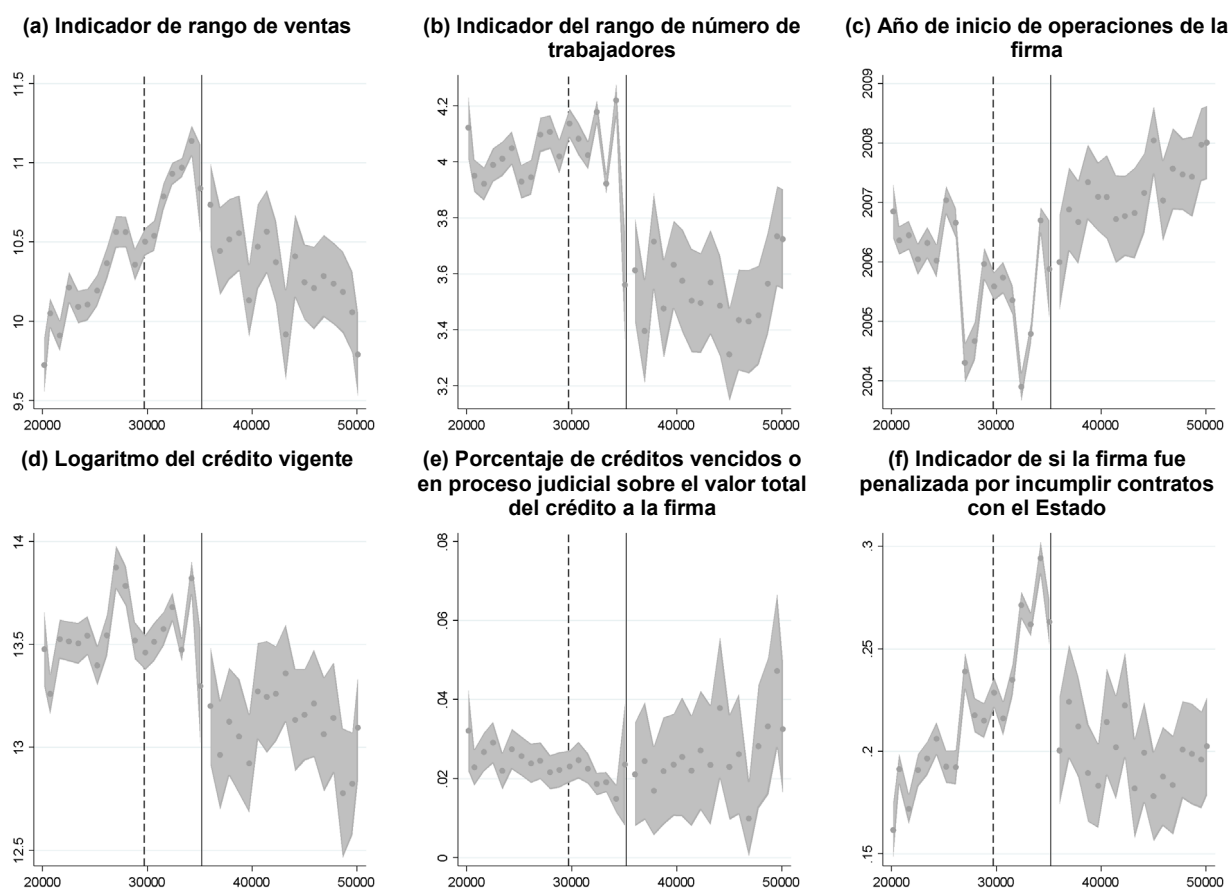 (a) Indicador de rango de ventas
11.5
11
10.5
10
9.5
20000 30000 40000 50000
(b) Indicador del rango de número de
trabajadores
4.2
4
3.8
3.6
3.4
3.2
20000 30000 40000 50000
(c) Año de inicio de operaciones de la
firma
2009
2008
2007
2006
2005
2004
20000 30000 40000 50000
(d) Logaritmo del crédito vigente
14
13.5
13
12.5
20000 30000 40000 50000
(e) Porcentaje de créditos vencidos o
en proceso judicial sobre el valor total
del crédito a la firma
.08
.06
.04
.02
0
20000 30000 40000 50000
(f) Indicador de si la firma fue
penalizada por incumplir contratos
con el Estado
.3
.25
.2
.15
20000 30000 40000 50000